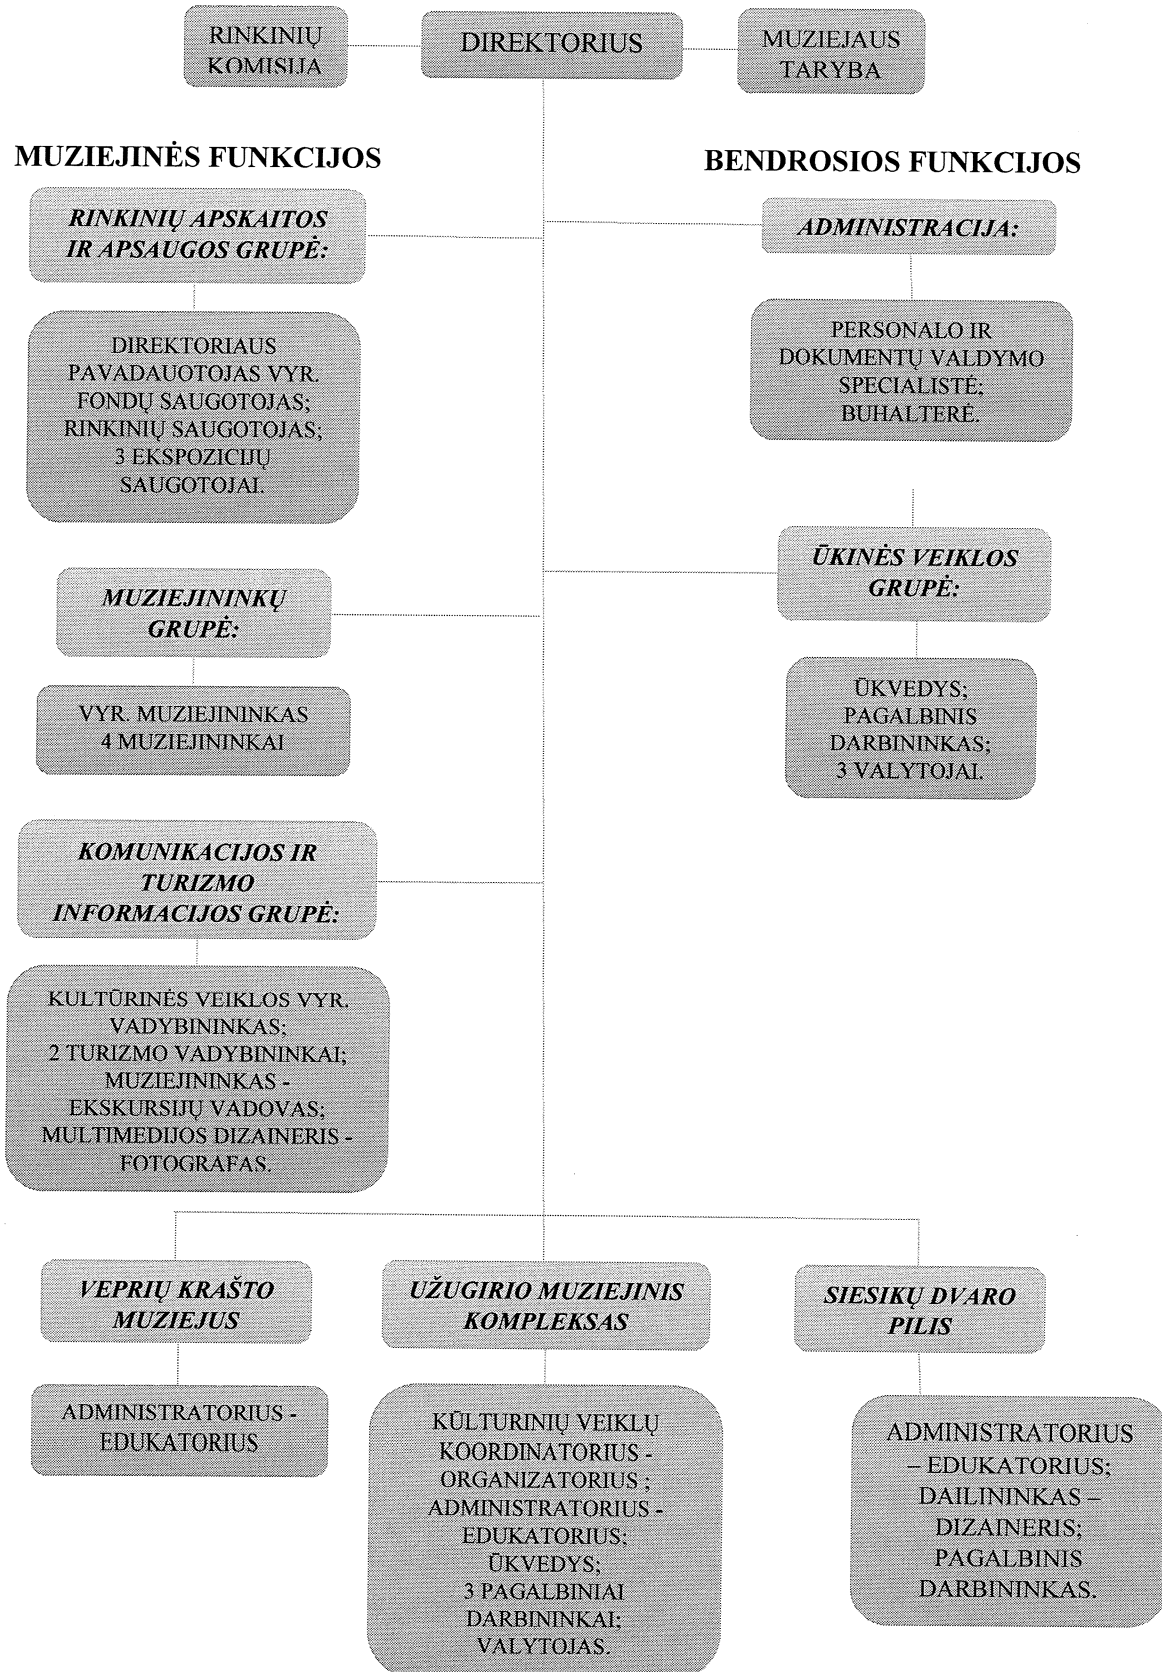 RINKINIŲ
KOMISIJA
DIREKTORIUS
MUZIEJAUS
TARYBA
MUZIEJINĖS FUNKCIJOS
RINKINIŲ APSKAITOS
IR APSAUGOS GRUPĖ:
DIREKTORIAUS
PAVADAUOTOJAS VYR.
FONDŲ SAUGOTOJAS;
RINKINIŲ SAUGOTOJAS;
3 EKSPOZICIJŲ
SAUGOTOJAI.
MUZIEJININKŲ
GRUPĖ:
VYR. MUZIEJININKAS
4 MUZIEJININKAI
KOMUNIKACIJOS IR
TURIZMO
INFORMACIJOS GRUPĖ:
KULTŪRINĖS VEIKLOS VYR.
VADYBININKAS;
2 TURIZMO VADYBININKAI;
MUZIEJININKAS -
EKSKURSIJŲ VADOVAS;
MULTIMEDIJOS DIZAINERIS -
FOTOGRAFAS.
BENDROSIOS FUNKCIJOS
ADMINISTRACIJA:
PERSONALO IR
DOKUMENTŲ VALDYMO
SPECIALISTĖ;
BUHALTERĖ.
ŪKINĖS VEIKLOS
GRUPĖ:
ŪKVEDYS;
PAGALBINIS
DARBININKAS;
3 VALYTOJAI.
VEPRIŲ KRAŠTO
MUZIEJUS
ADMINISTRATORIUS -
EDUKATORIUS
UŽUGIRIO MUZIEJINIS
KOMPLEKSAS
KŪLTURINIŲ VEIKLŲ
KOORDINATORIUS -
ORGANIZATORIUS ;
ADMINISTRATORIUS -
EDUKATORIUS;
ŪKVEDYS;
3 PAGALBINIAI
DARBININKAI;
VALYTOJAS.
SIESIKŲ DVARO
PILIS
ADMINISTRATORIUS
– EDUKATORIUS;
DAILININKAS –
DIZAINERIS;
PAGALBINIS
DARBININKAS.